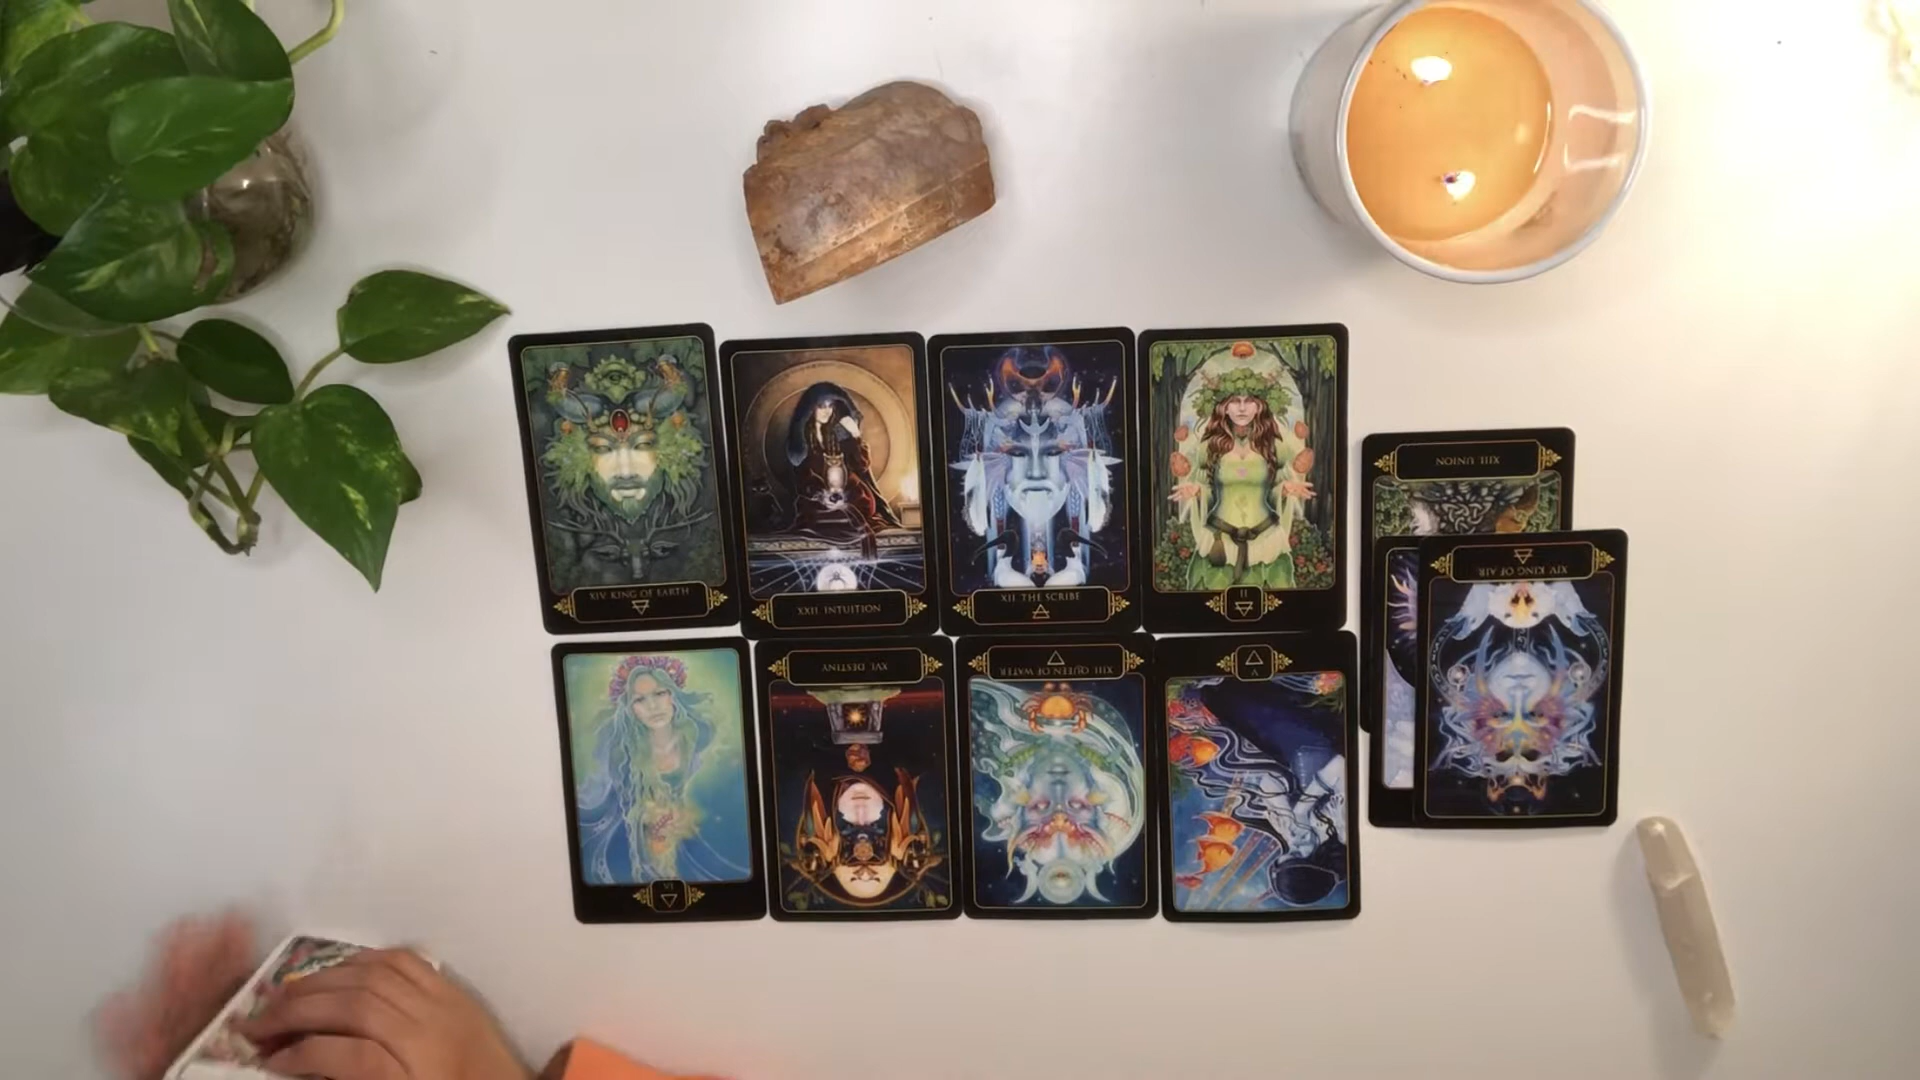 XIV KING OF EARTH
XXII INTUITION
XII THE SCRIBE
II
XIII. UNION
XIV KING OF AIR
VI
XVI. DESTINY
XIII. QUEEN OF WATER
V